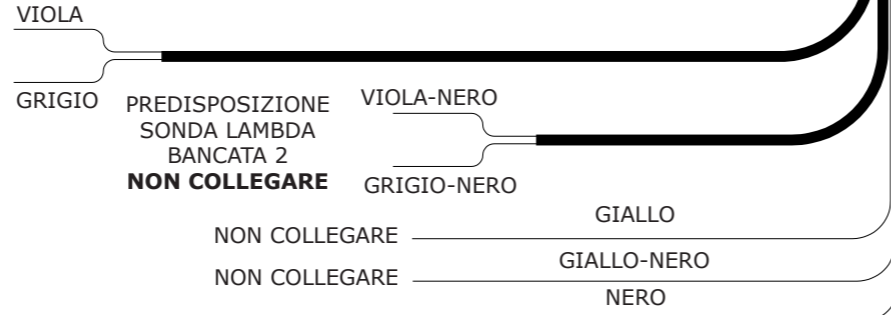 VIOLA
GRIGIO
PREDISPOSIZIONE
SONDA LAMBDA
BANCATA 2
NON COLLEGARE
VIOLA-NERO
GRIGIO-NERO
GIALLO
NON COLLEGARE
GIALLO-NERO
NON COLLEGARE
NERO